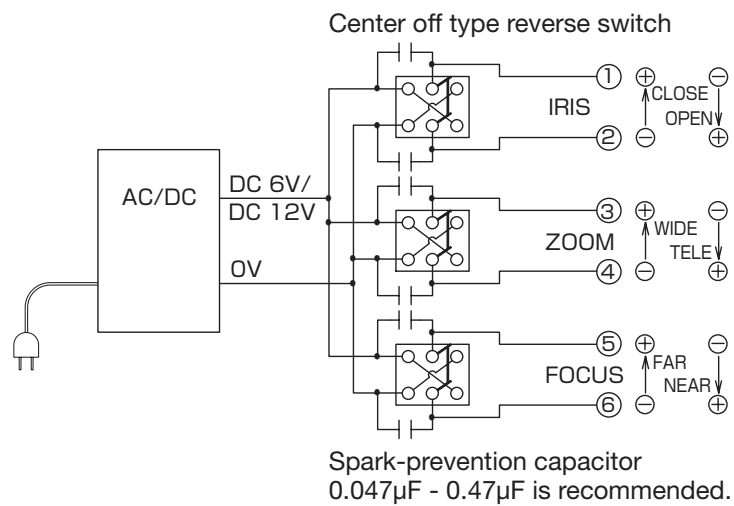 Center off type reverse switch
① ⊕ ⊖
CLOSE
IRIS
OPEN
② ⊖ ⊕
AC/DC
DC 6V/
DC 12V
0V
③ ⊕ ⊖
WIDE
ZOOM
TELE
④ ⊖ ⊕
⑤ ⊕ ⊖
FAR
FOCUS
NEAR
⑥ ⊖ ⊕
Spark-prevention capacitor
0.047µF - 0.47µF is recommended.